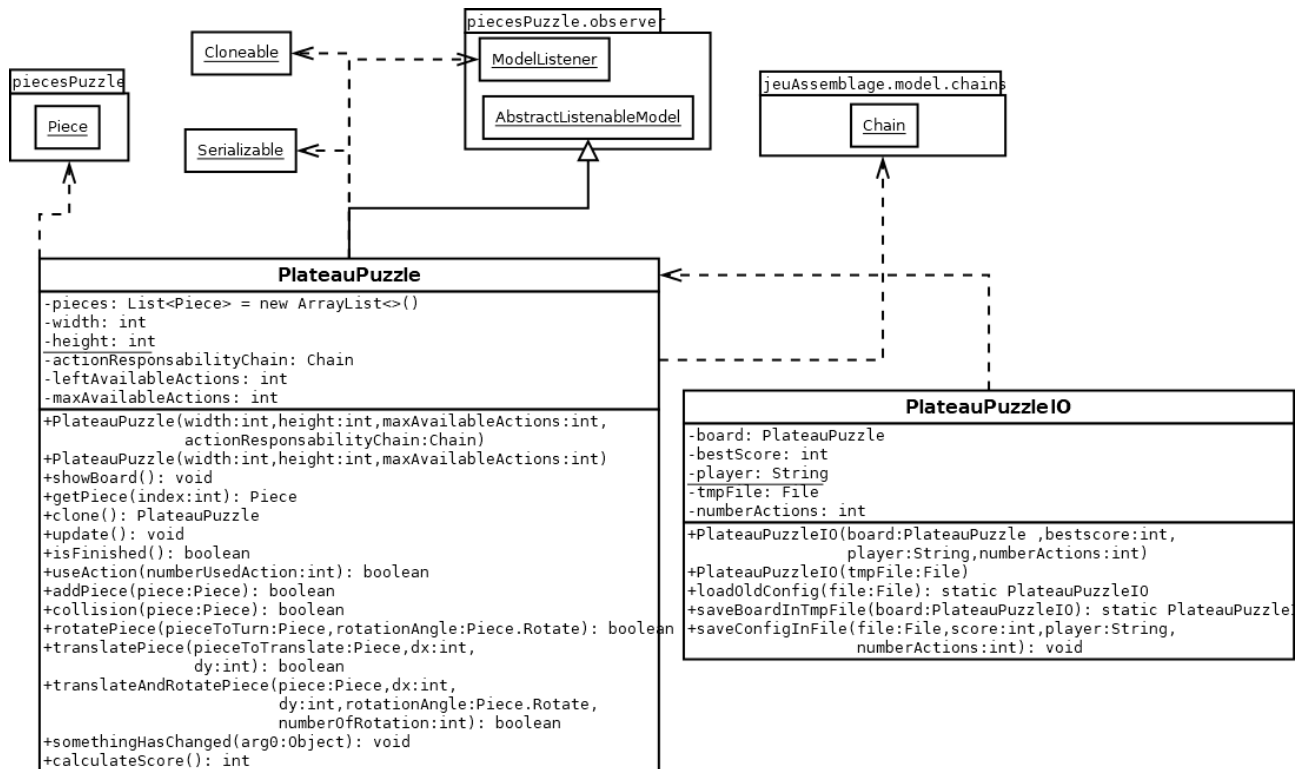 piecesPuzzle
Piece
Cloneable
Serializable
piecesPuzzle.observer
ModelListener
AbstractListenableModel
jeuAssemblage.model.chains
Chain
PlateauPuzzle
-pieces: List<Piece> = new ArrayList<>()
-width: int
-height: int
-actionResponsabilityChain: Chain
-leftAvailableActions: int
-maxAvailableActions: int
+PlateauPuzzle(width:int,height:int,maxAvailableActions:int,
actionResponsabilityChain:Chain)
+PlateauPuzzle(width:int,height:int,maxAvailableActions:int)
+showBoard(): void
+getPiece(index:int): Piece
+clone(): PlateauPuzzle
+update(): void
+isFinished(): boolean
+useAction(numberUsedAction:int): boolean
+addPiece(piece:Piece): boolean
+collision(piece:Piece): boolean
+rotatePiece(pieceToTurn:Piece,rotationAngle:Piece.Rotate): boolean
+translatePiece(pieceToTranslate:Piece,dx:int,
dy:int): boolean
+translateAndRotatePiece(piece:Piece,dx:int,
dy:int,rotationAngle:Piece.Rotate,
numberOfRotation:int): boolean
+somethingHasChanged(arg0:Object): void
+calculateScore(): int
PlateauPuzzleIO
-board: PlateauPuzzle
-bestScore: int
-player: String
-tmpFile: File
-numberActions: int
+PlateauPuzzleIO(board:PlateauPuzzle ,bestscore:int,
player:String,numberActions:int)
+PlateauPuzzleIO(tmpFile:File)
+loadOldConfig(file:File): static PlateauPuzzleIO
+saveBoardInTmpFile(board:PlateauPuzzleIO): static PlateauPuzzleI
+saveConfigInFile(file:File,score:int,player:String,
numberActions:int): void